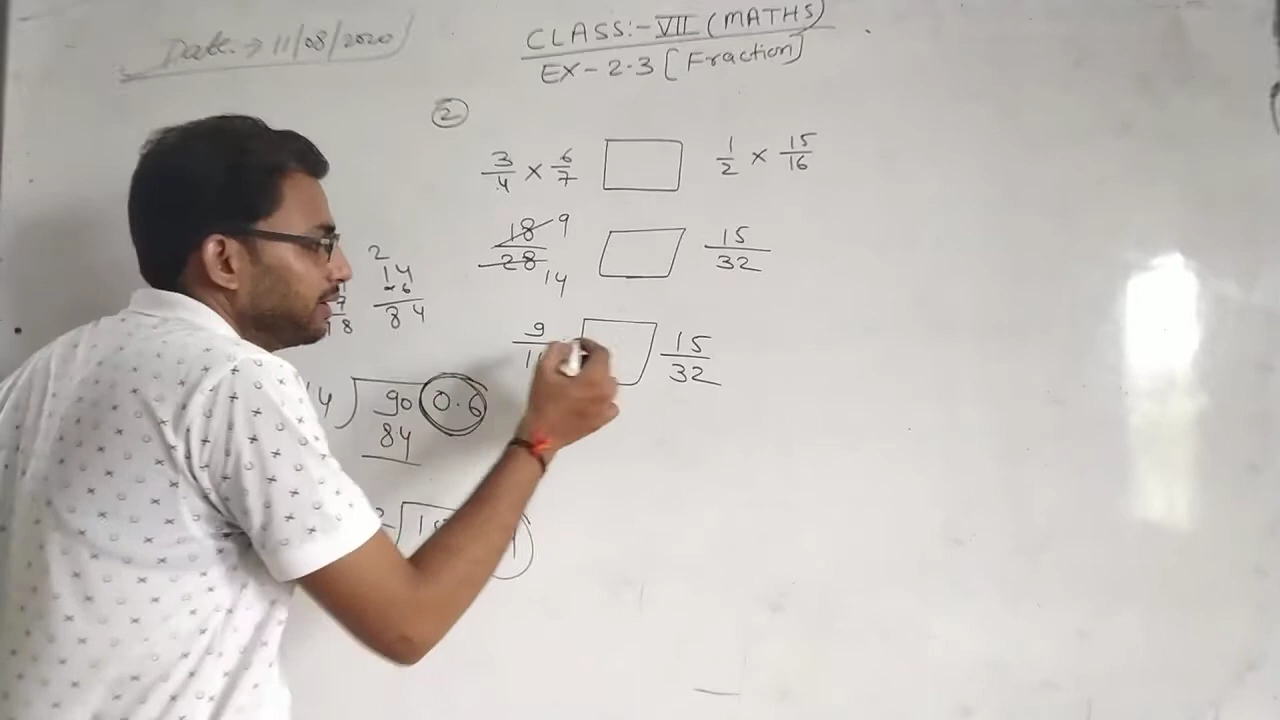 Date. → 11/08/2020
CLASS:- VII (MATHS)
EX - 2.3 [Fraction]
2
3/4 × 6/7 □ 1/2 × 15/16
18/28 9/14 □ 15/32
9 □ 15/32
2
14
×6
84
90 0.6
84